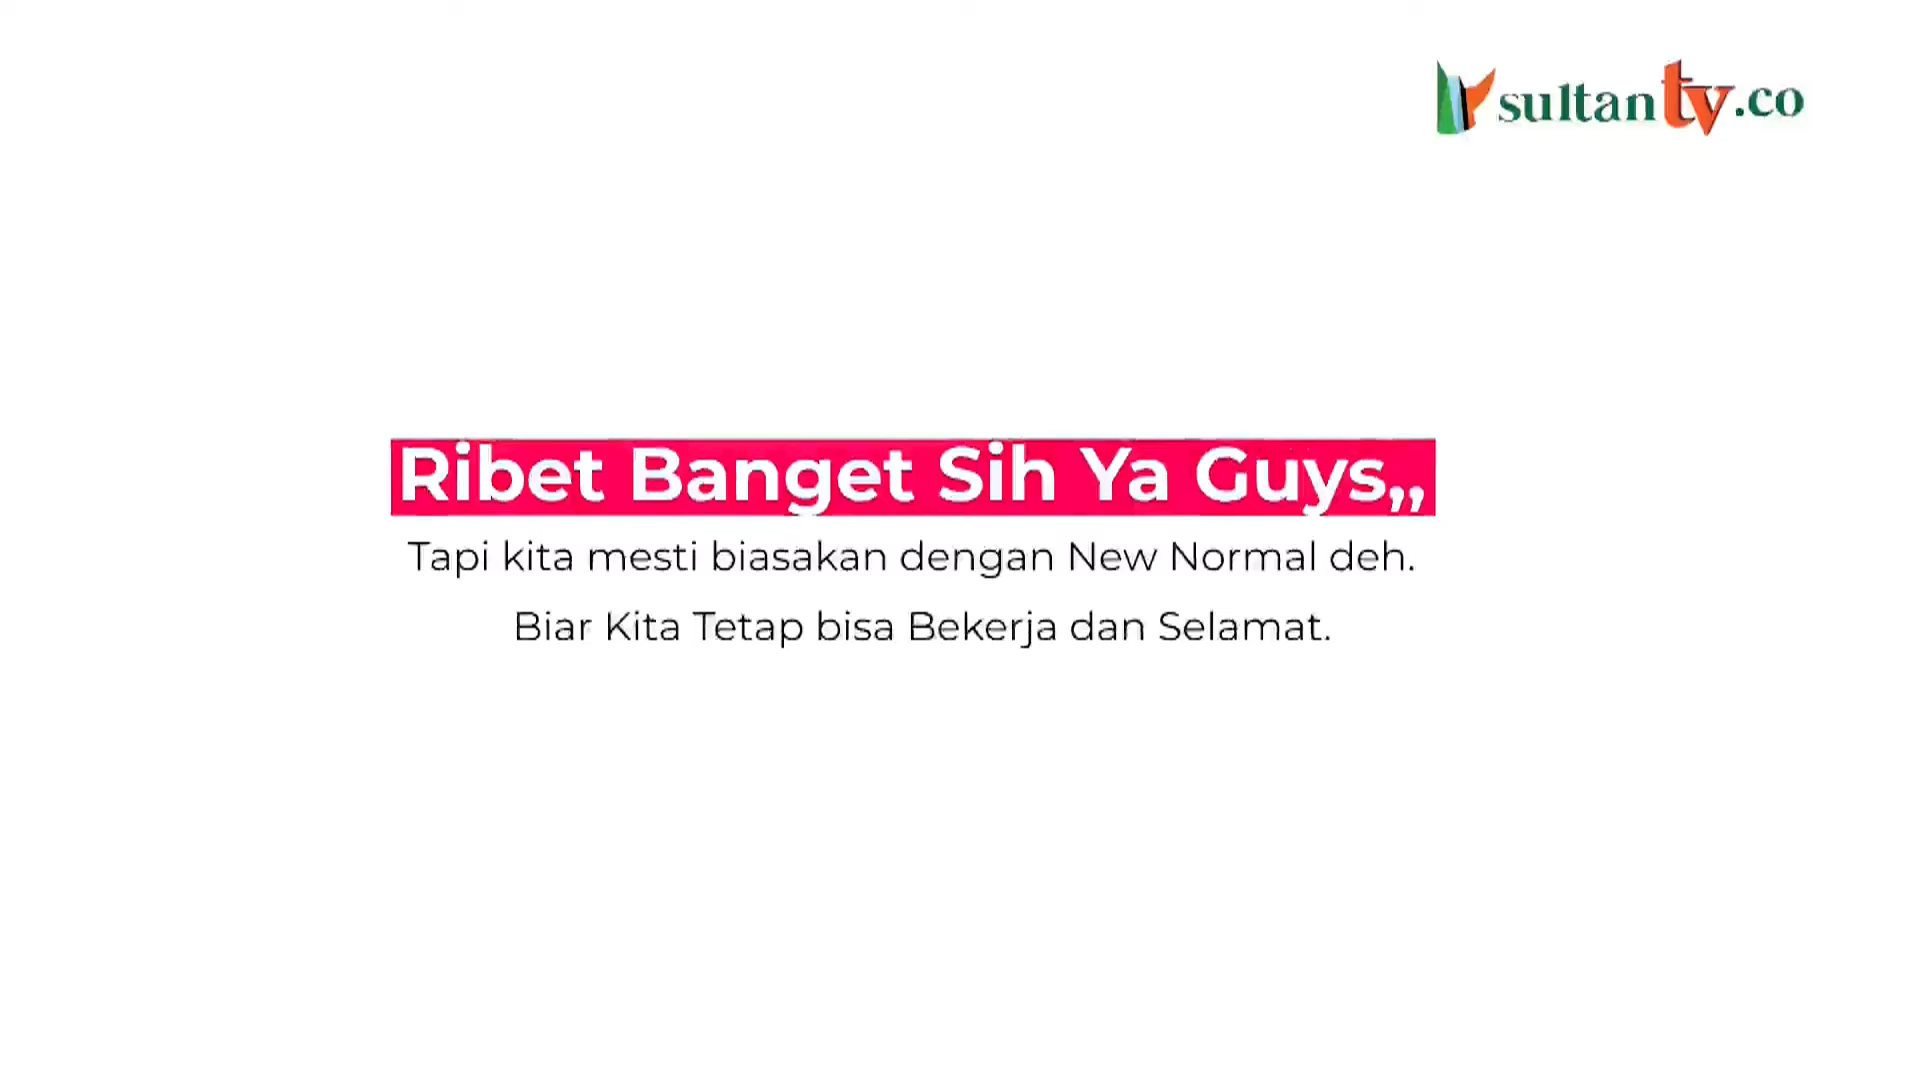 sultantv.co
Ribet Banget Sih Ya Guys,,
Tapi kita mesti biasakan dengan New Normal deh.
Biar Kita Tetap bisa Bekerja dan Selamat.